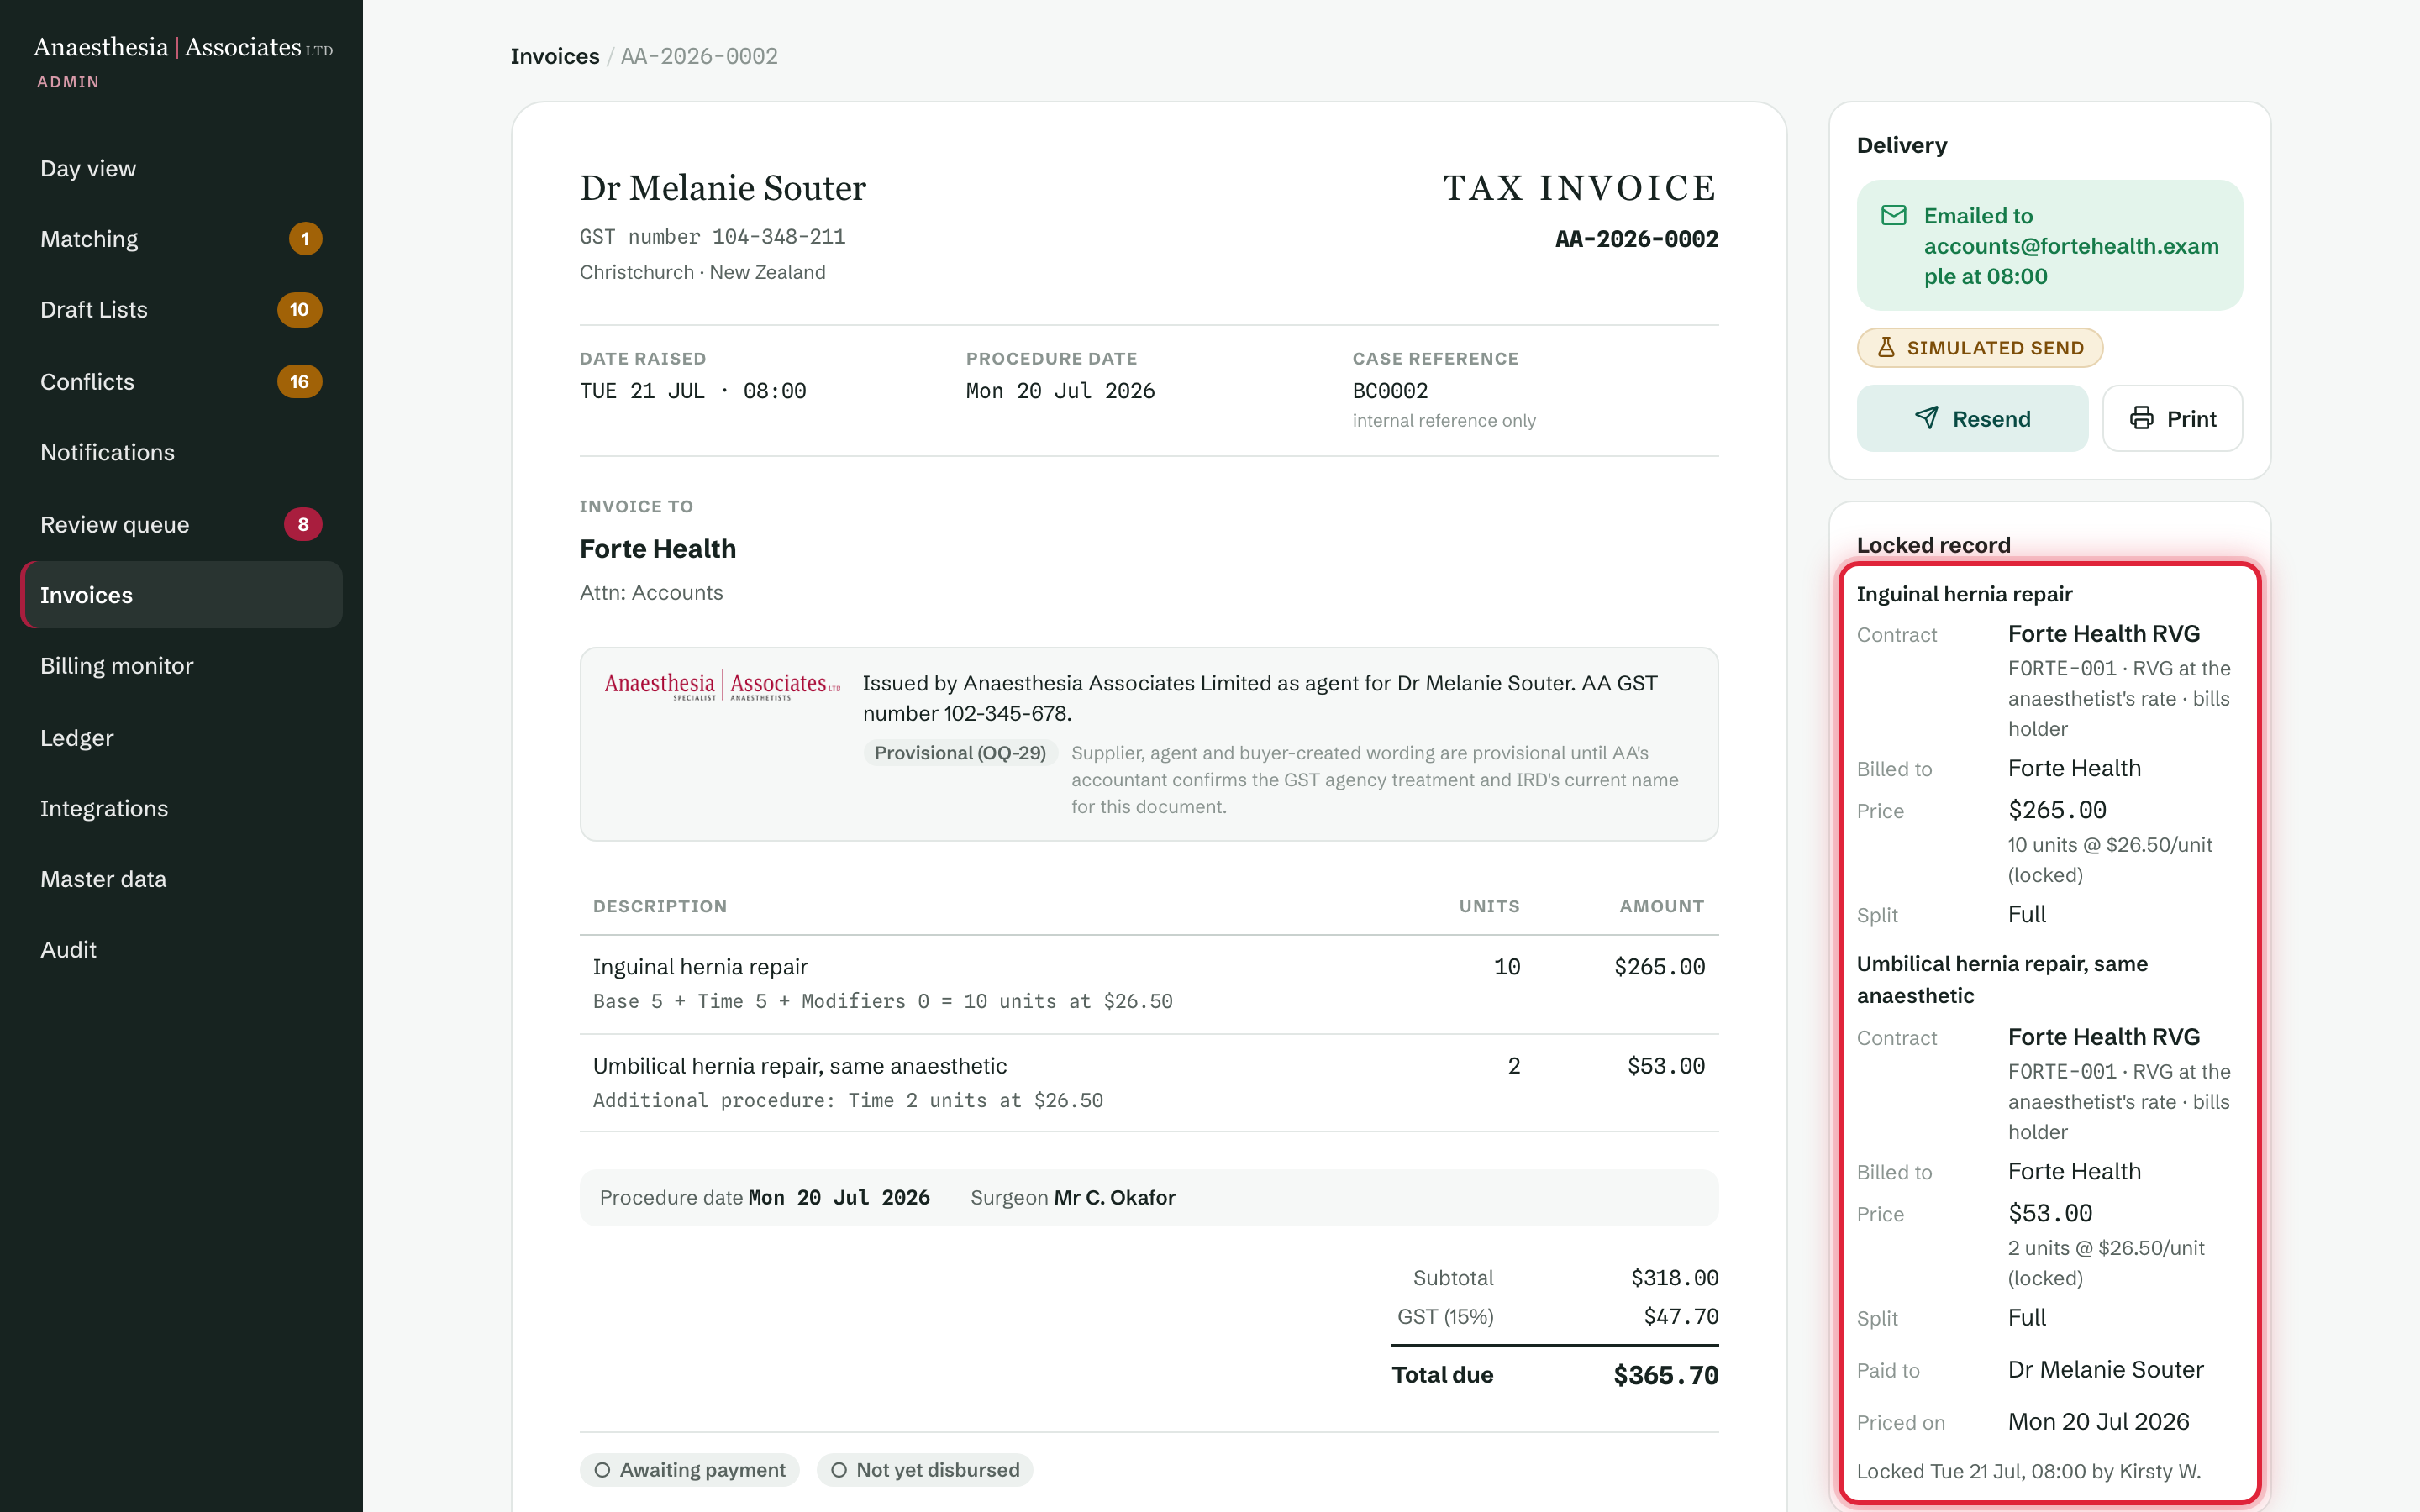 Anaesthesia | Associates LTD
ADMIN
Day view
Matching 1
Draft Lists 10
Conflicts 16
Notifications
Review queue 8
Invoices
Billing monitor
Ledger
Integrations
Master data
Audit
Invoices / AA-2026-0002
Dr Melanie Souter
GST number 104-348-211
Christchurch · New Zealand
TAX INVOICE
AA-2026-0002
DATE RAISED
TUE 21 JUL · 08:00
PROCEDURE DATE
Mon 20 Jul 2026
CASE REFERENCE
BC0002
internal reference only
INVOICE TO
Forte Health
Attn: Accounts
Anaesthesia | Associates LTD
SPECIALIST ANAESTHETISTS
Issued by Anaesthesia Associates Limited as agent for Dr Melanie Souter. AA GST
number 102-345-678.
Provisional (OQ-29)
Supplier, agent and buyer-created wording are provisional until AA's
accountant confirms the GST agency treatment and IRD's current name
for this document.
DESCRIPTION UNITS AMOUNT
Inguinal hernia repair 10 $265.00
Base 5 + Time 5 + Modifiers 0 = 10 units at $26.50
Umbilical hernia repair, same anaesthetic 2 $53.00
Additional procedure: Time 2 units at $26.50
Procedure date Mon 20 Jul 2026 Surgeon Mr C. Okafor
Subtotal $318.00
GST (15%) $47.70
Total due $365.70
Awaiting payment Not yet disbursed
Delivery
Emailed to
accounts@fortehealth.exam
ple at 08:00
SIMULATED SEND
Resend Print
Locked record
Inguinal hernia repair
Contract Forte Health RVG
FORTE-001 · RVG at the
anaesthetist's rate · bills
holder
Billed to Forte Health
Price $265.00
10 units @ $26.50/unit
(locked)
Split Full
Umbilical hernia repair, same
anaesthetic
Contract Forte Health RVG
FORTE-001 · RVG at the
anaesthetist's rate · bills
holder
Billed to Forte Health
Price $53.00
2 units @ $26.50/unit
(locked)
Split Full
Paid to Dr Melanie Souter
Priced on Mon 20 Jul 2026
Locked Tue 21 Jul, 08:00 by Kirsty W.